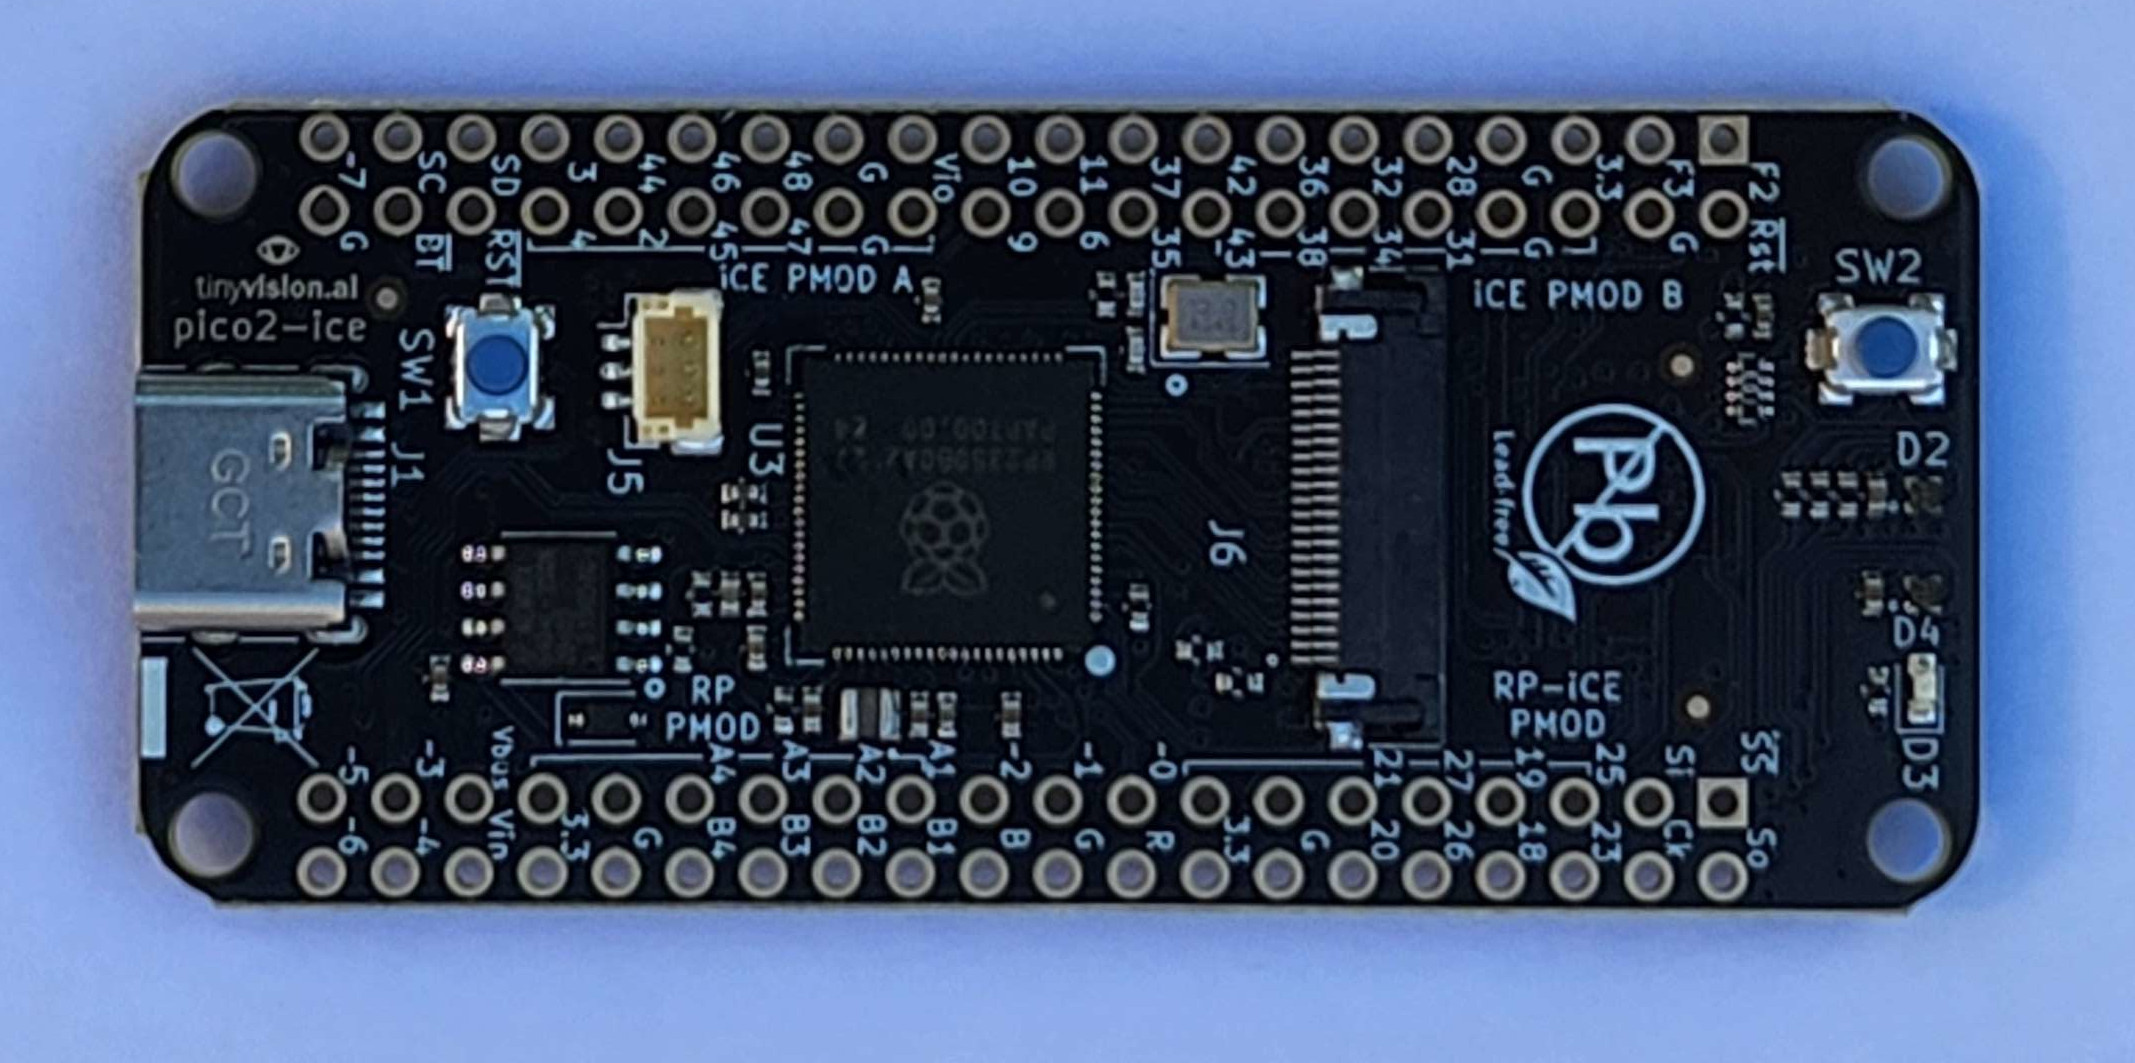 -7 SC SD 3 44 46 48 G Vio 10 11 37 42 36 32 28 G 3.3 F3 F2
G BT RST 4 2 45 47 G 9 6 35 - 43 38 34 31 G G Rst
tinyvision.ai
pico2-ice
iCE PMOD A
iCE PMOD B
SW2
SW1
J1
J5
U3
GCT
J6
Pb
Lead-free
D2
D4
D3
RP
PMOD
RP-iCE
PMOD
-5 -3 Vbus A4 A3 A2 A1 -2 -1 -0 21 27 19 25 SI SS
-6 -4 Vin 3.3 G B4 B3 B2 B1 B G R 3.3 G 20 26 18 23 Ck So